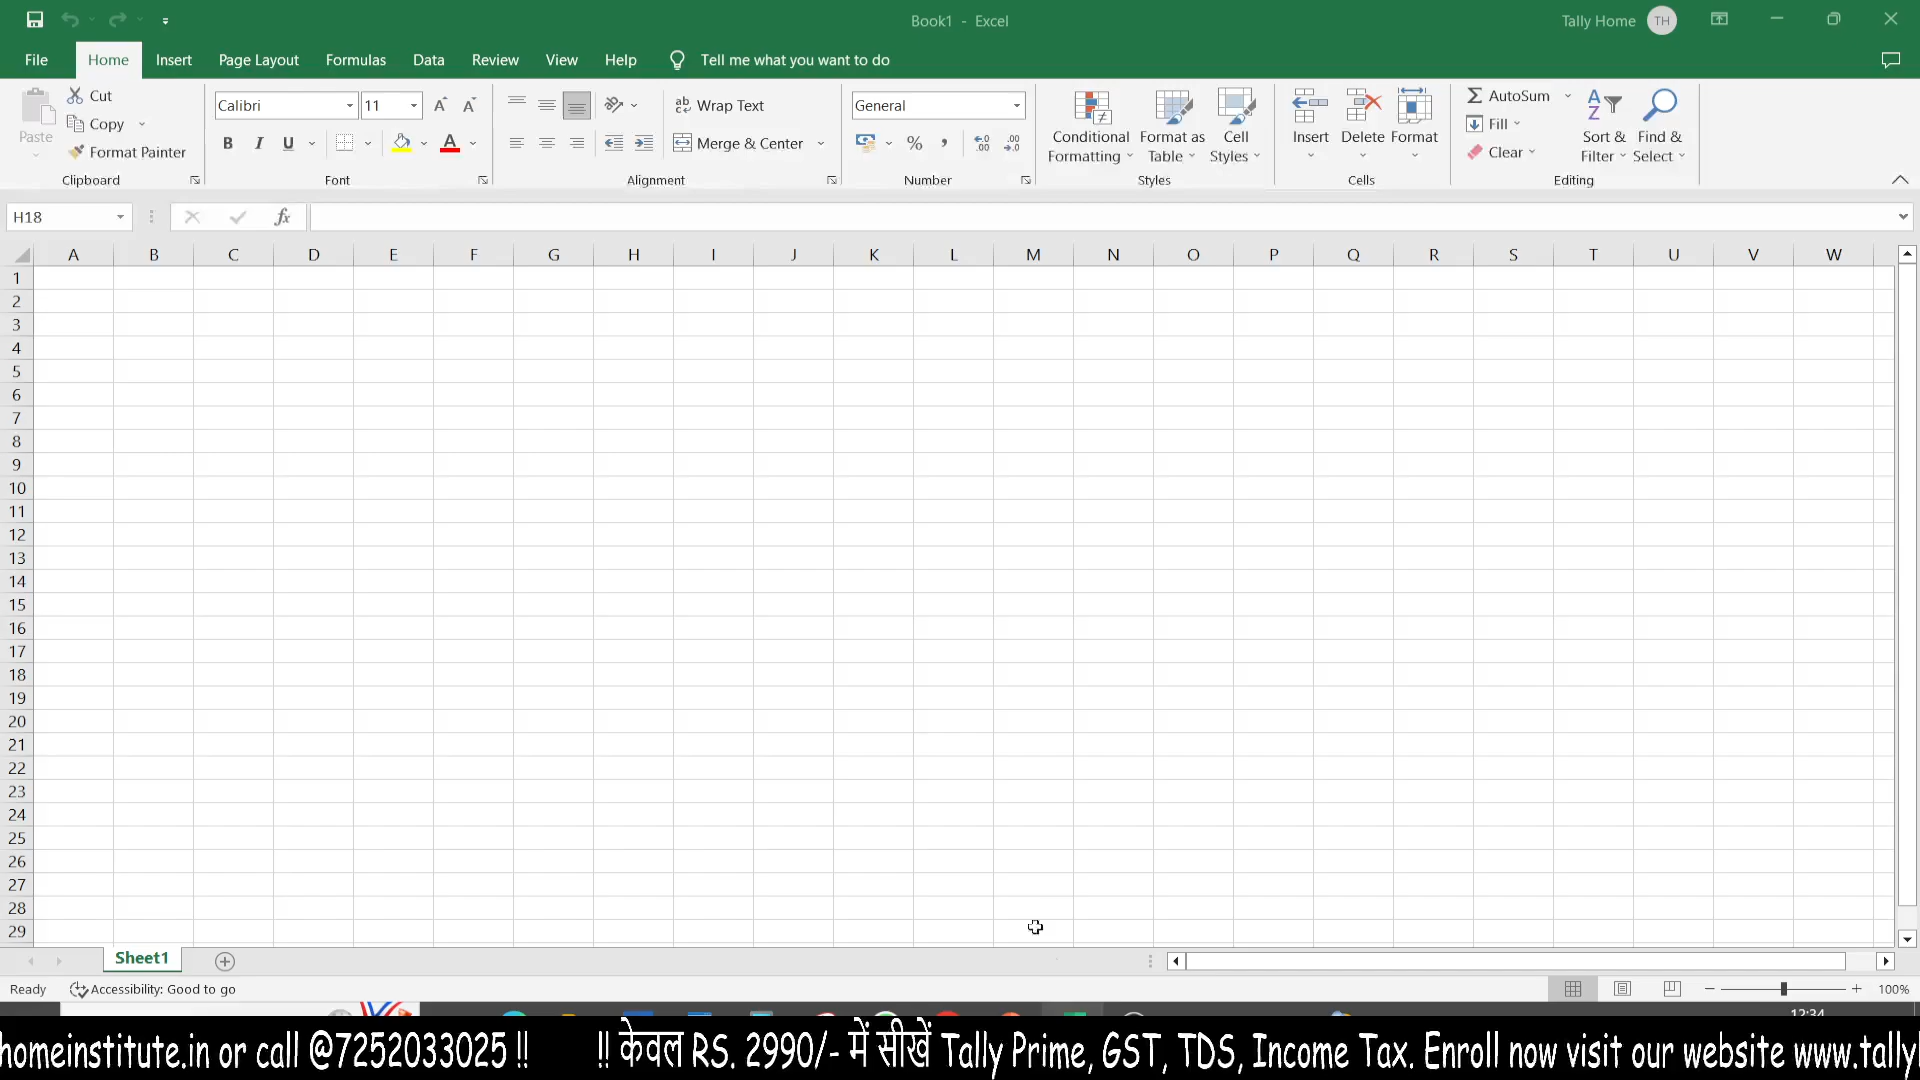 Book1 - Excel
Tally Home TH
File Home Insert Page Layout Formulas Data Review View Help Tell me what you want to do
Paste
Cut
Copy
Format Painter
Clipboard
Calibri 11
B I U A
Font
Wrap Text
Merge & Center
Alignment
General
% ,
Number
Conditional Formatting
Format as Table
Cell Styles
Styles
Insert
Delete
Format
Cells
AutoSum
Fill
Clear
Sort & Filter
Find & Select
Editing
H18 fx
A B C D E F G H I J K L M N O P Q R S T U V W
1
2
3
4
5
6
7
8
9
10
11
12
13
14
15
16
17
18
19
20
21
22
23
24
25
26
27
28
29
Sheet1
Ready Accessibility: Good to go 100%
12:34
homeinstitute.in or call @7252033025 !! !! केवल RS. 2990/- में सीखें Tally Prime, GST, TDS, Income Tax. Enroll now visit our website www.tally